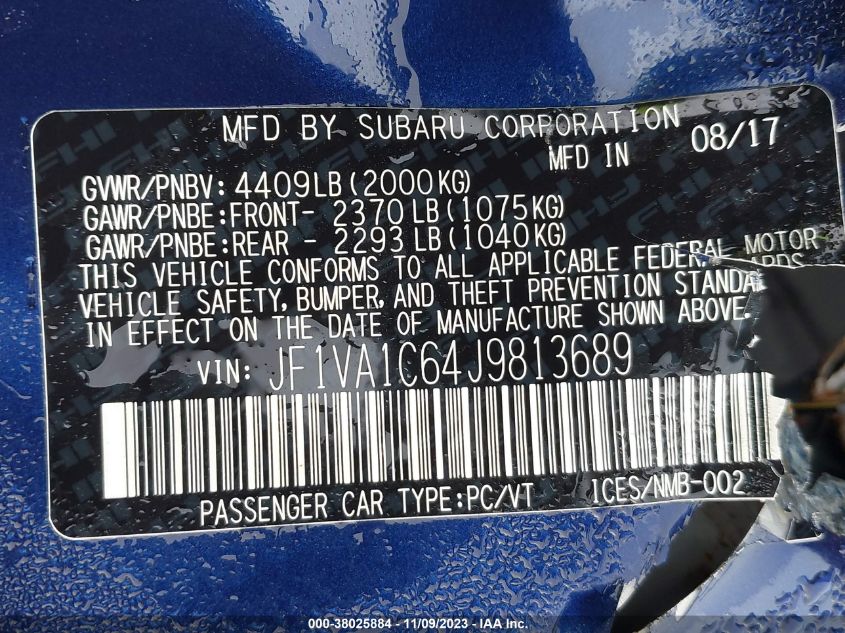 MFD BY SUBARU CORPORATION
MFD IN 08/17
GVWR/PNBV: 4409LB (2000KG)
GAWR/PNBE:FRONT- 2370 LB (1075KG)
GAWR/PNBE:REAR - 2293 LB (1040KG)
THIS VEHICLE CONFORMS TO ALL APPLICABLE FEDERAL MOTOR
VEHICLE SAFETY, BUMPER, AND THEFT PREVENTION
IN EFFECT ON THE DATE OF MANUFACTURE SHOWN ABOVE.
VIN: JF1VA1C64J9813689
PASSENGER CAR TYPE:PC/VT ICES/NMB-002
000-38025884 - 11/09/2023 - IAA Inc.